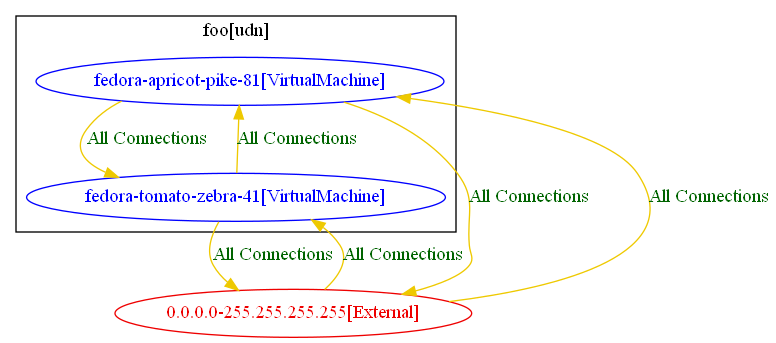 foo[udn]
fedora-apricot-pike-81[VirtualMachine]
All Connections
All Connections
fedora-tomato-zebra-41[VirtualMachine]
All Connections
All Connections
All Connections
All Connections
0.0.0.0-255.255.255.255[External]